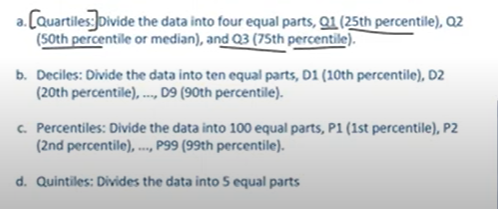 a. Quartiles: Divide the data into four equal parts, Q1 (25th percentile), Q2
(50th percentile or median), and Q3 (75th percentile).
b. Deciles: Divide the data into ten equal parts, D1 (10th percentile), D2
(20th percentile), ..., D9 (90th percentile).
c. Percentiles: Divide the data into 100 equal parts, P1 (1st percentile), P2
(2nd percentile), ..., P99 (99th percentile).
d. Quintiles: Divides the data into 5 equal parts